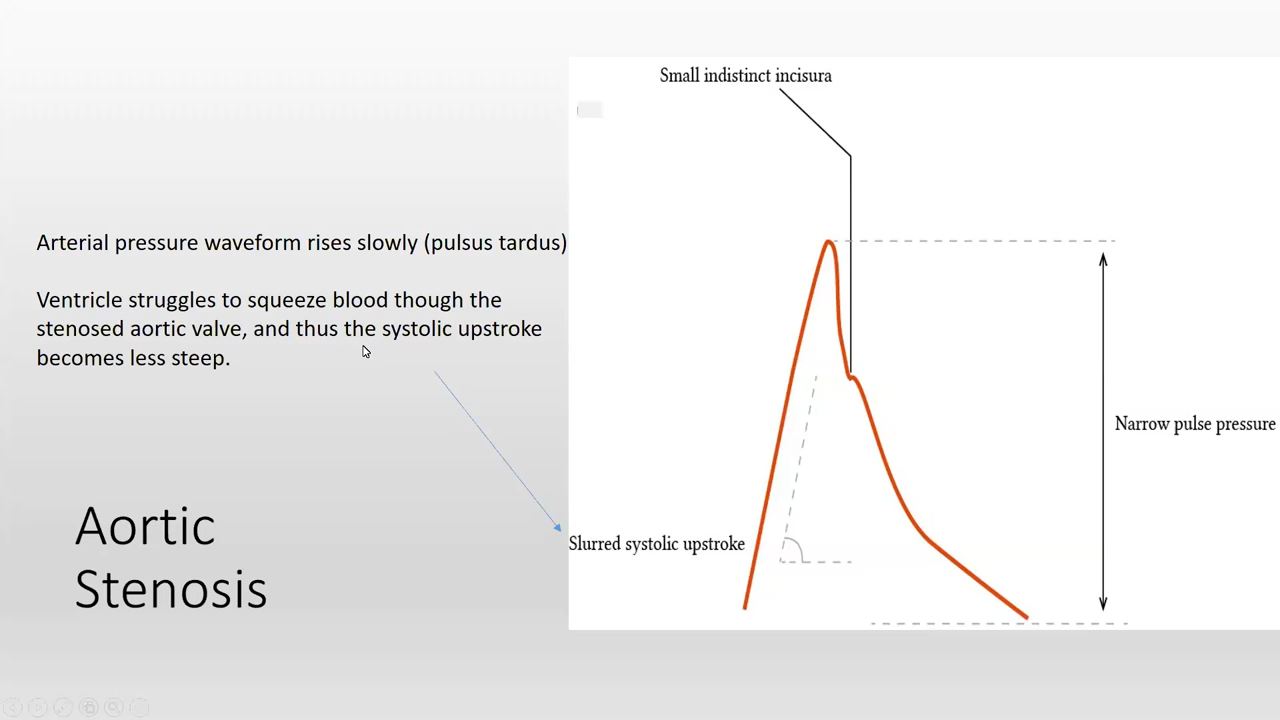 Small indistinct incisura
Arterial pressure waveform rises slowly (pulsus tardus)
Ventricle struggles to squeeze blood though the
stenosed aortic valve, and thus the systolic upstroke
becomes less steep.
Narrow pulse pressure
Slurred systolic upstroke
Aortic
Stenosis